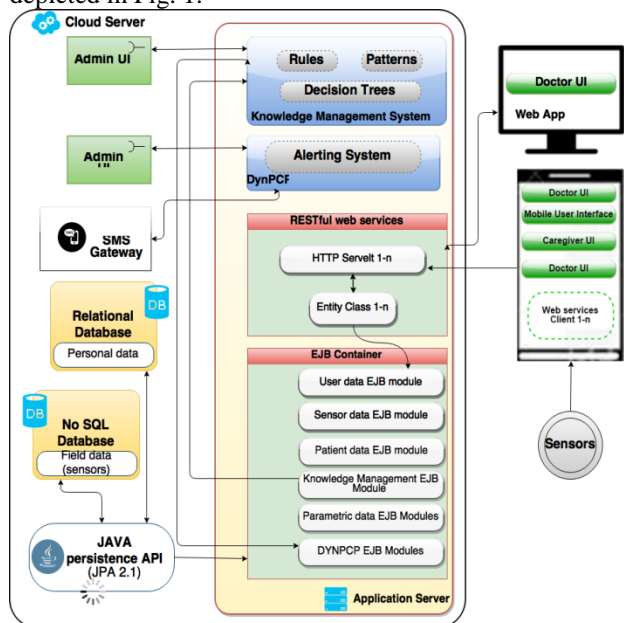 depicted in Fig. 1.
Cloud Server
Admin UI
Rules
Patterns
Decision Trees
Knowledge Management System
Admin
Alerting System
DynPCF
SMS
Gateway
RESTful web services
HTTP Servelt 1-n
Entity Class 1-n
DB
Relational
Database
Personal data
DB
No SQL
Database
Field data
(sensors)
JAVA
persistence API
(JPA 2.1)
EJB Container
User data EJB module
Sensor data EJB module
Patient data EJB module
Knowledge Management EJB
Module
Parametric data EJB Modules
DYNPCP EJB Modules
Application Server
Doctor UI
Web App
Doctor UI
Mobile User Interface
Caregiver UI
Doctor UI
Web services
Client 1-n
Sensors